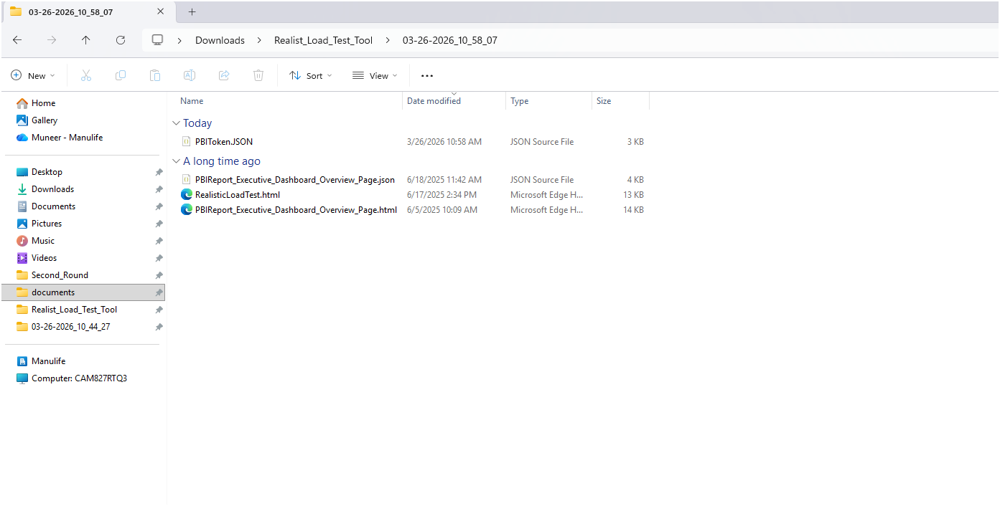 03-26-2026_10_58_07
Downloads Realist_Load_Test_Tool 03-26-2026_10_58_07
New Sort View
Name Date modified Type Size
Home
Gallery
Muneer - Manulife
Desktop
Downloads
Documents
Pictures
Music
Videos
Second_Round
documents
Realist_Load_Test_Tool
03-26-2026_10_44_27
Manulife
Computer: CAM827RTQ3
Today
PBIToken.JSON 3/26/2026 10:58 AM JSON Source File 3 KB
A long time ago
PBIReport_Executive_Dashboard_Overview_Page.json 6/18/2025 11:42 AM JSON Source File 4 KB
RealisticLoadTest.html 6/17/2025 2:34 PM Microsoft Edge H... 13 KB
PBIReport_Executive_Dashboard_Overview_Page.html 6/5/2025 10:09 AM Microsoft Edge H... 14 KB